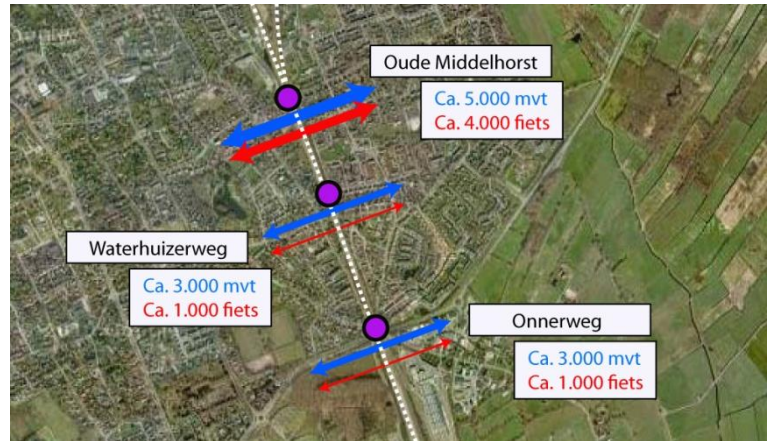 Oude Middelhorst
Ca. 5.000 mvt
Ca. 4.000 fiets
Waterhuizerweg
Ca. 3.000 mvt
Ca. 1.000 fiets
Onnerweg
Ca. 3.000 mvt
Ca. 1.000 fiets